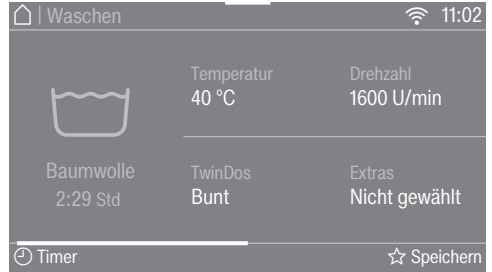 | Waschen 11:02
Temperatur Drehzahl
40 °C 1600 U/min
Baumwolle TwinDos Extras
2:29 Std Bunt Nicht gewählt
Timer Speichern